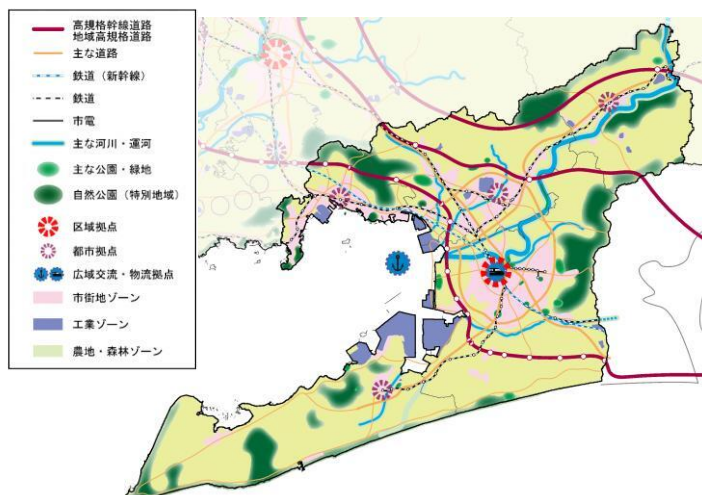 高規格幹線道路
地域高規格道路
主な道路
鉄道（新幹線）
鉄道
市電
主な河川・運河
主な公園・緑地
自然公園（特別地域）
区域拠点
都市拠点
広域交流・物流拠点
市街地ゾーン
工業ゾーン
農地・森林ゾーン